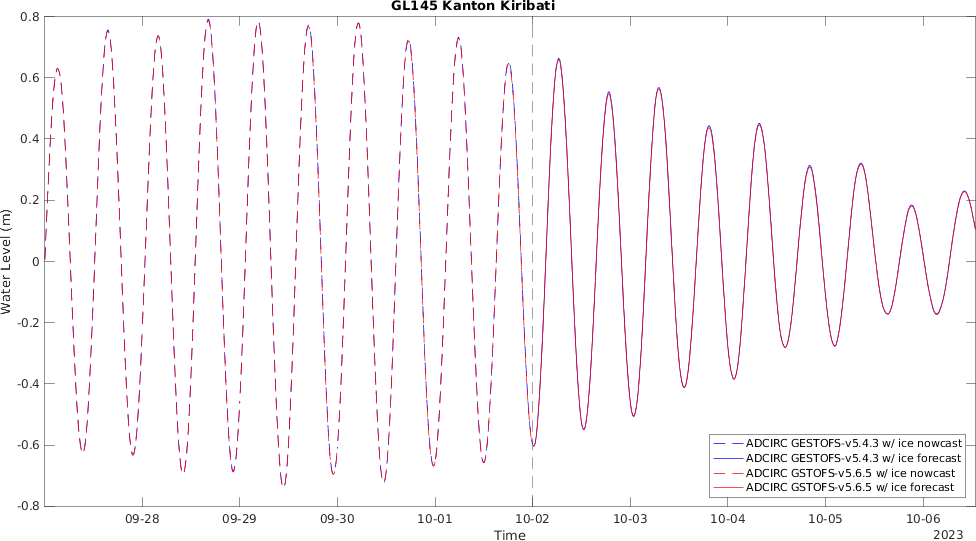 GL145 Kanton Kiribati
0.8
0.6
0.4
0.2
0
-0.2
-0.4
-0.6
-0.8
Water Level (m)
09-28 09-29 09-30 10-01 10-02 10-03 10-04 10-05 10-06
Time
2023
ADCIRC GESTOFS-v5.4.3 w/ ice nowcast
ADCIRC GESTOFS-v5.4.3 w/ ice forecast
ADCIRC GSTOFS-v5.6.5 w/ ice nowcast
ADCIRC GSTOFS-v5.6.5 w/ ice forecast